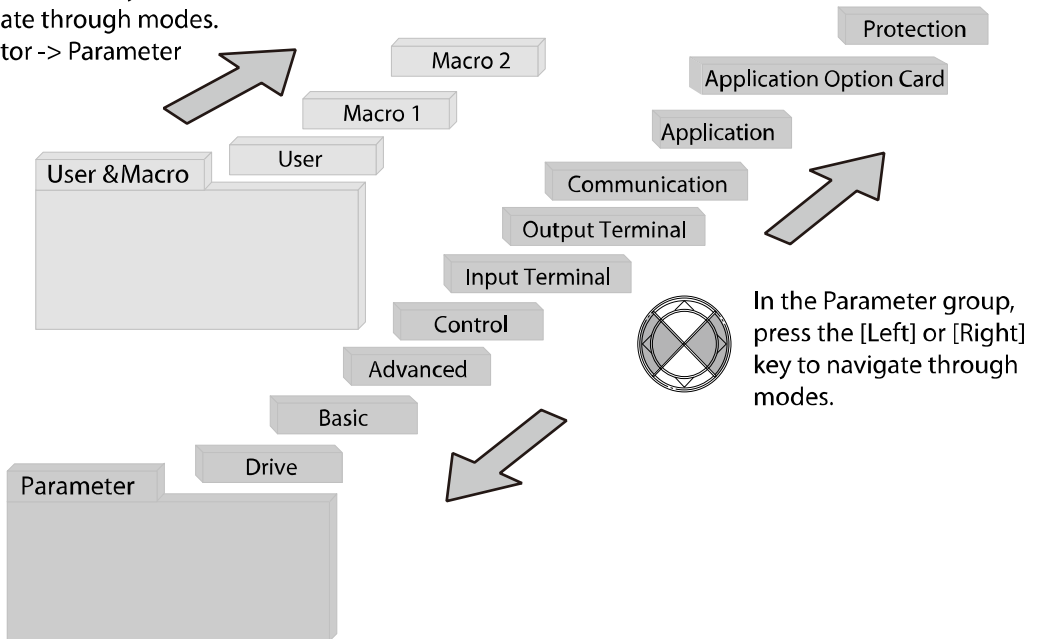 ate through modes.
tor -> Parameter
Macro 2
Macro 1
User
User &Macro
Protection
Application Option Card
Application
Communication
Output Terminal
Input Terminal
Control
Advanced
Basic
Drive
Parameter
In the Parameter group,
press the [Left] or [Right]
key to navigate through
modes.